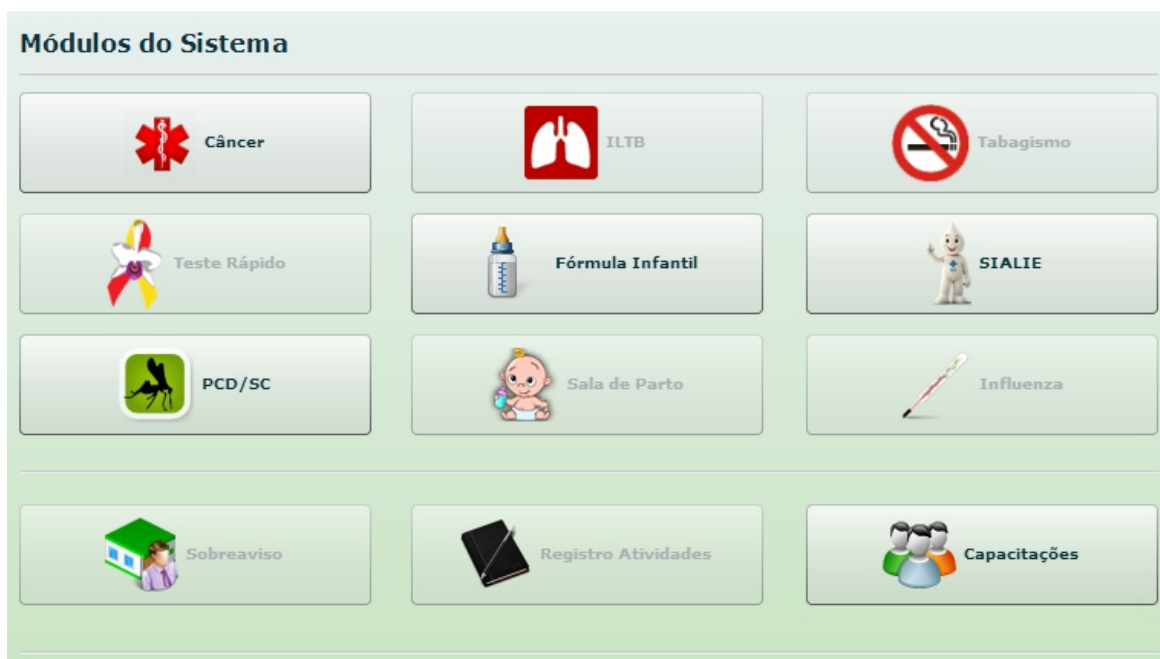 Módulos do Sistema
Câncer
ILTB
Tabagismo
Teste Rápido
Fórmula Infantil
SIALIE
PCD/SC
Sala de Parto
Influenza
Sobreaviso
Registro Atividades
Capacitações